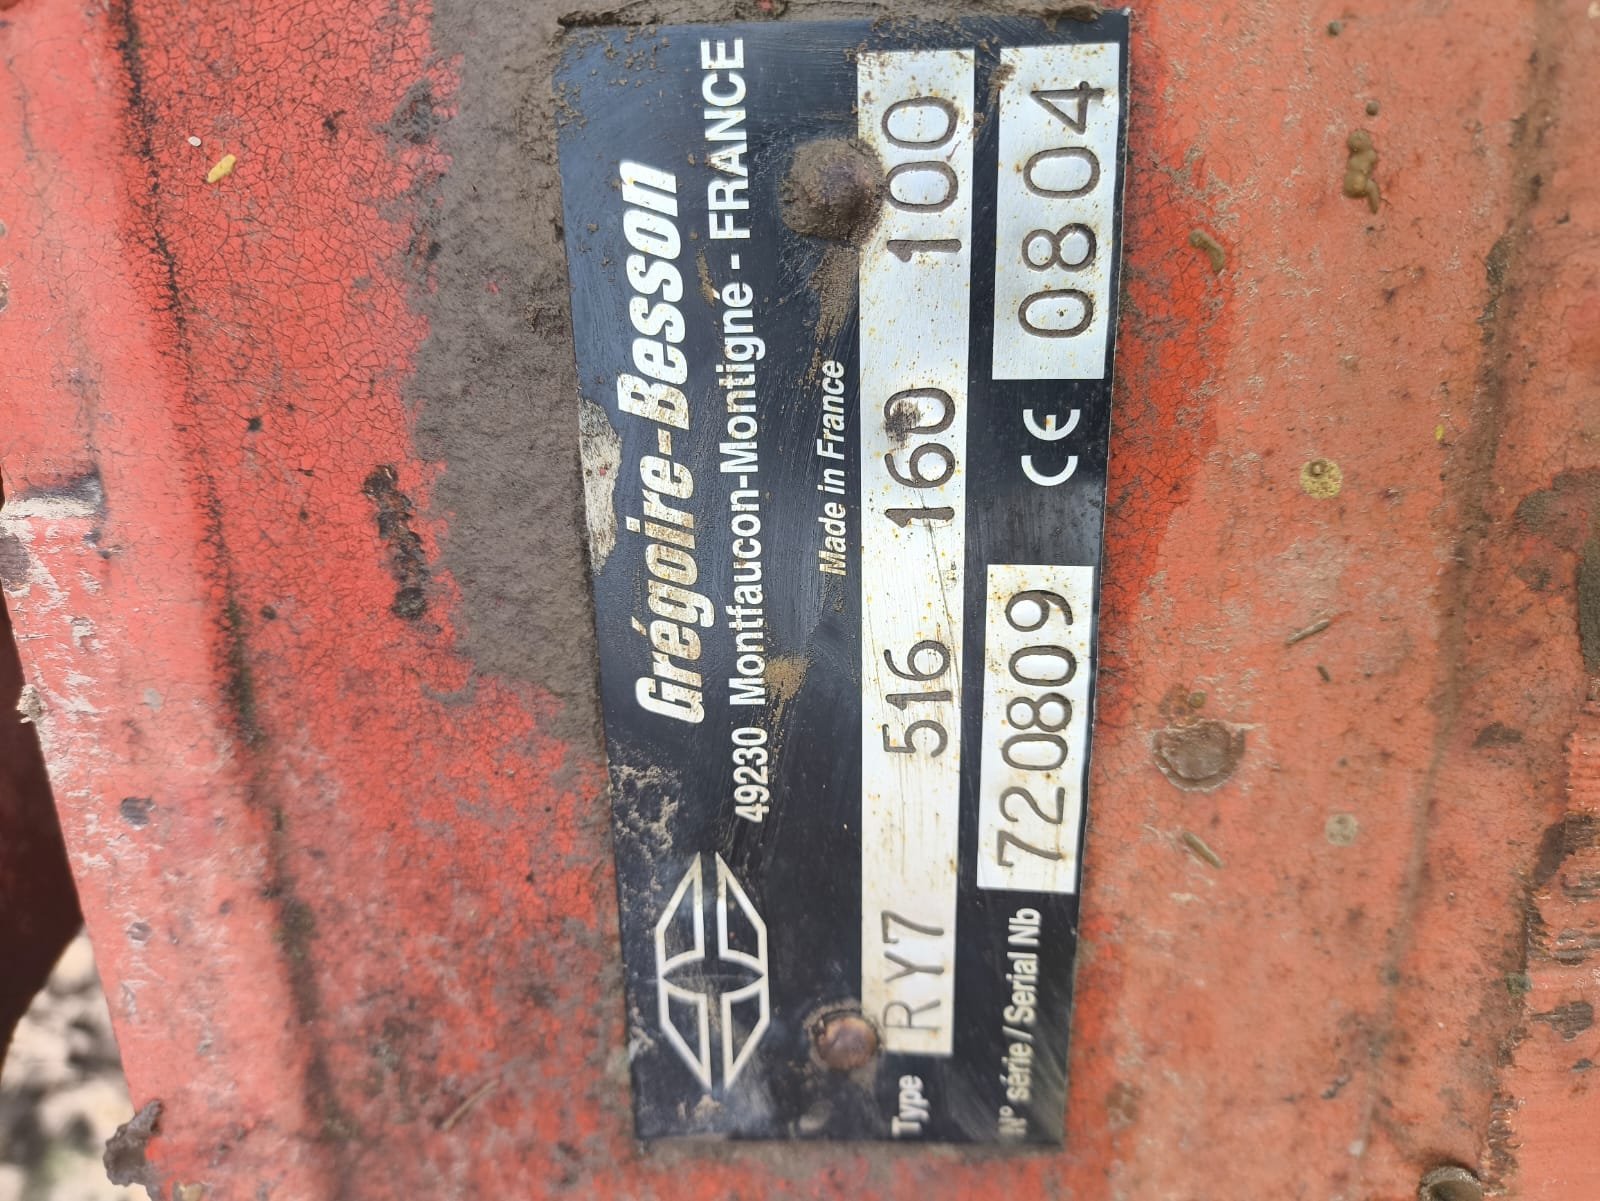 Grégoire-Besson
49230 Montfaucon-Montigné - FRANCE
Made in France
Type RY7 516 160 100
N° série / Serial Nb 720809 CE 0804